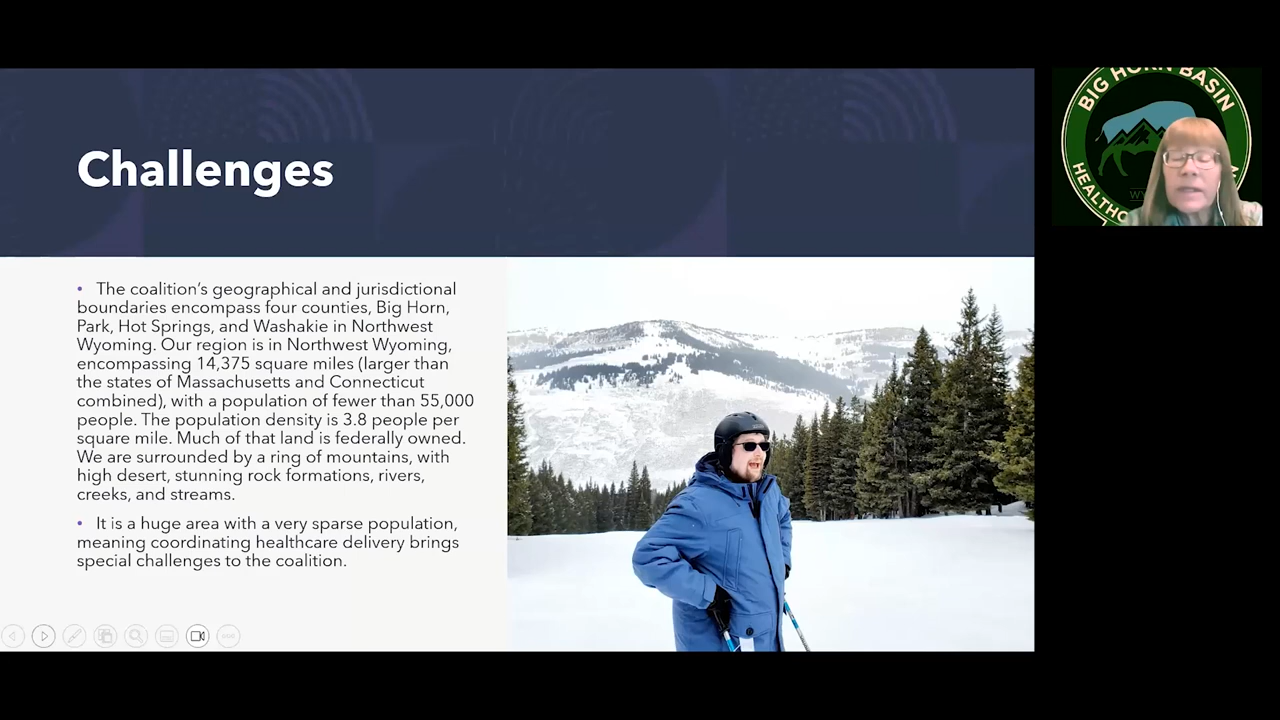 Challenges
• The coalition's geographical and jurisdictional
boundaries encompass four counties, Big Horn,
Park, Hot Springs, and Washakie in Northwest
Wyoming. Our region is in Northwest Wyoming,
encompassing 14,375 square miles (larger than
the states of Massachusetts and Connecticut
combined), with a population of fewer than 55,000
people. The population density is 3.8 people per
square mile. Much of that land is federally owned.
We are surrounded by a ring of mountains, with
high desert, stunning rock formations, rivers,
creeks, and streams.
• It is a huge area with a very sparse population,
meaning coordinating healthcare delivery brings
special challenges to the coalition.
BIG HORN BASIN